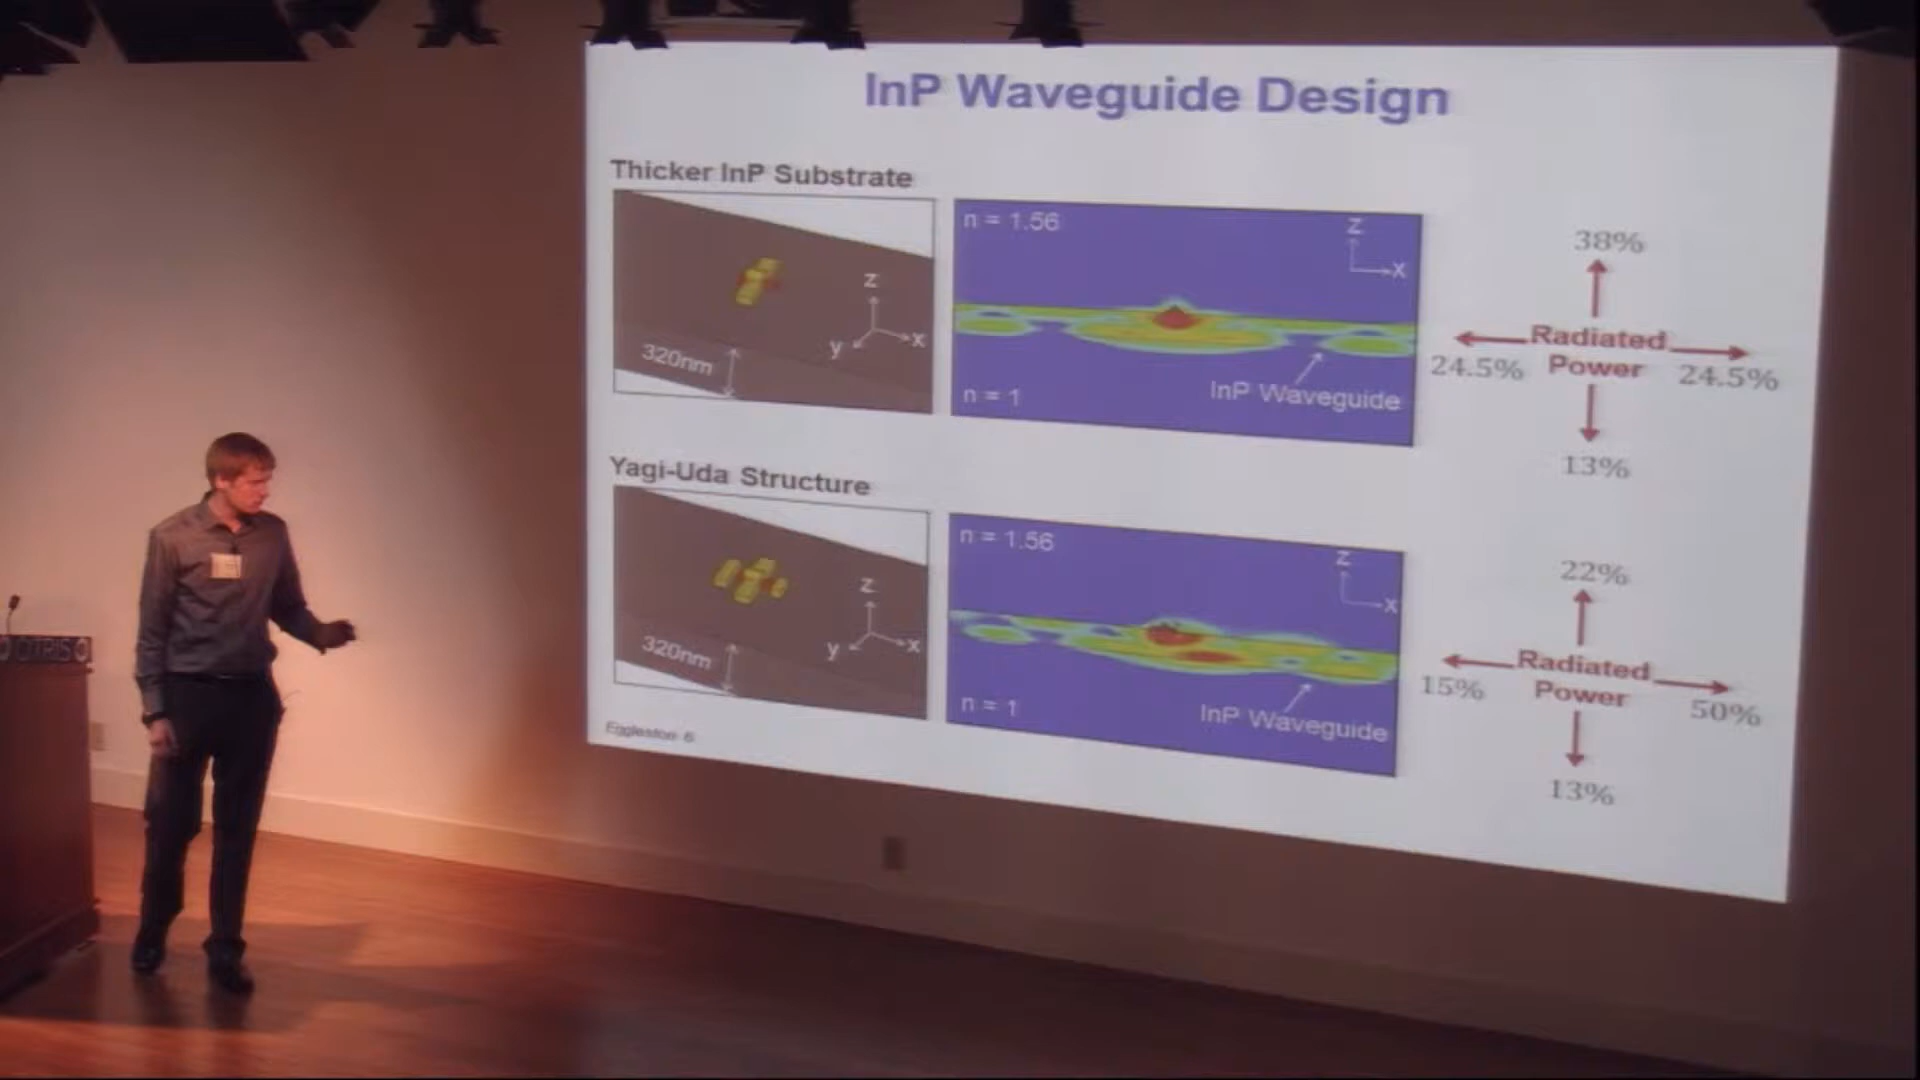 InP Waveguide Design
Thicker InP Substrate
320nm
z
y
x
n = 1.56
z
x
InP Waveguide
n = 1
38%
Radiated
Power
24.5%
24.5%
13%
Yagi-Uda Structure
320nm
z
y
x
n = 1.56
z
x
InP Waveguide
n = 1
22%
Radiated
Power
15%
50%
13%
Eggleston 6
CITRIS